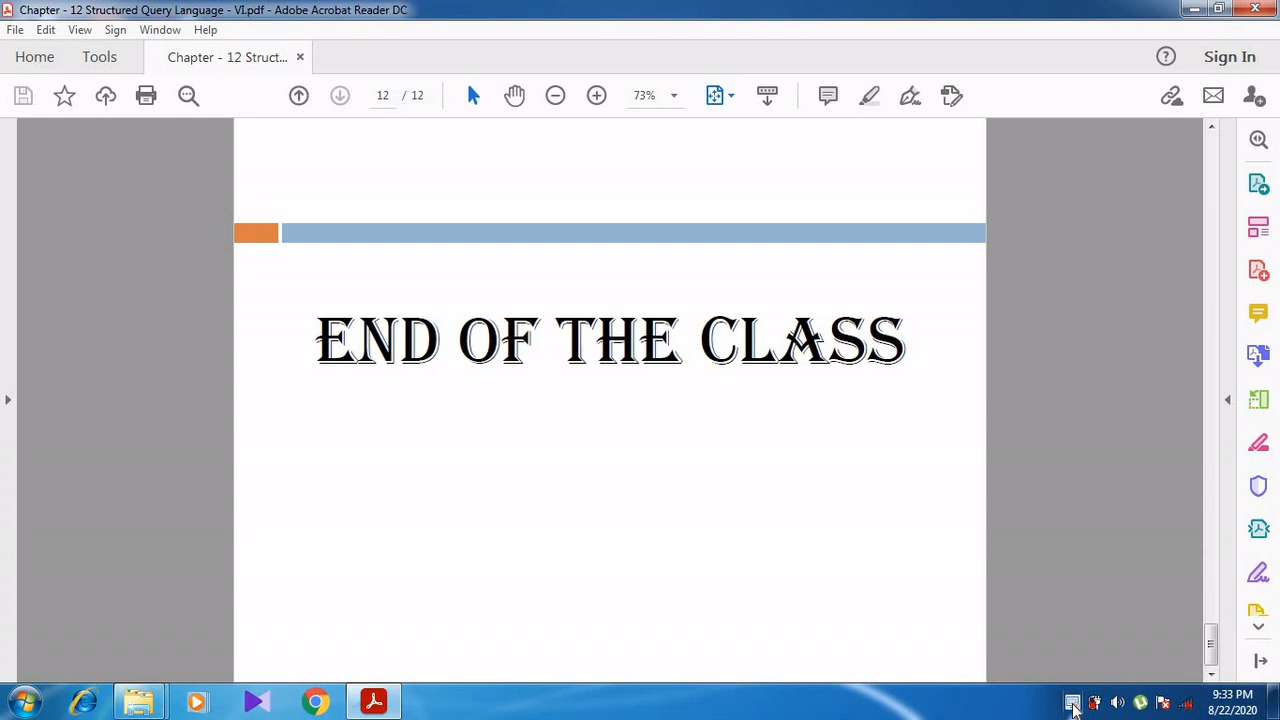 Chapter - 12 Structured Query Language - VI.pdf - Adobe Acrobat Reader DC
File Edit View Sign Window Help
Home Tools Chapter - 12 Struct... × Sign In
12 / 12 73%
END OF THE CLASS
9:33 PM
8/22/2020